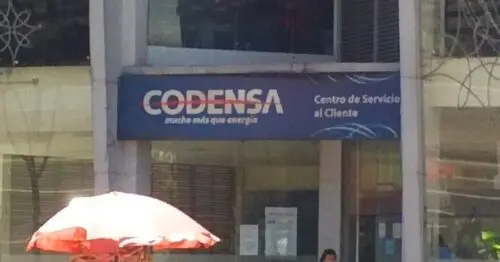 CODENSA
mucho más que energía
Centro de Servicio
al Cliente